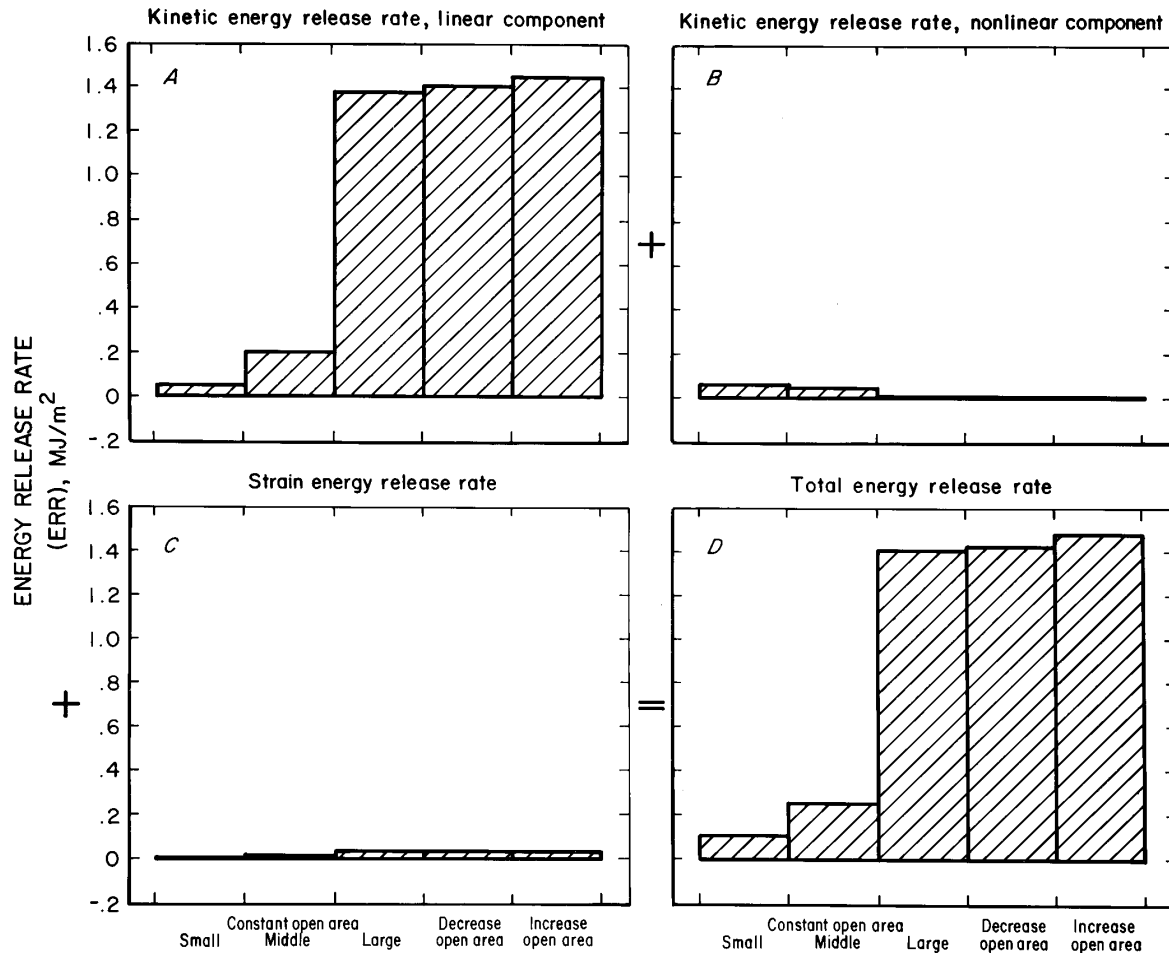 Kinetic energy release rate, linear component
Kinetic energy release rate, nonlinear component
1.6
1.4
1.2
1.0
.8
.6
.4
.2
0
-.2
A
+
B
ENERGY RELEASE RATE
(ERR), MJ/m²
Strain energy release rate
Total energy release rate
1.6
1.4
1.2
1.0
.8
.6
.4
.2
0
-.2
+
C
=
D
Constant open area
Small Middle Large
Decrease
open area
Increase
open area
Constant open area
Small Middle Large
Decrease
open area
Increase
open area